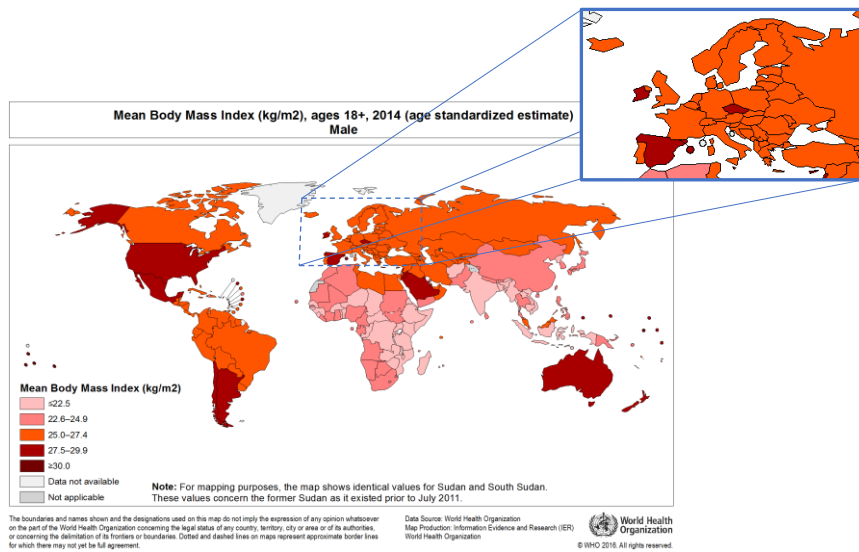 Mean Body Mass Index (kg/m2), ages 18+, 2014 (age standardized estimate)
Male
Mean Body Mass Index (kg/m2)
≤22.5
22.6–24.9
25.0–27.4
27.5–29.9
≥30.0
Data not available
Not applicable
Note: For mapping purposes, the map shows identical values for Sudan and South Sudan.
These values concern the former Sudan as it existed prior to July 2011.
The boundaries and names shown and the designations used on this map do not imply the expression of any opinion whatsoever
on the part of the World Health Organization concerning the legal status of any country, territory, city or area or of its authorities,
or concerning the delimitation of its frontiers or boundaries. Dotted and dashed lines on maps represent approximate border lines
for which there may not yet be full agreement.
Data Source: World Health Organization
Map Production: Information Evidence and Research (IER)
World Health Organization
World Health
Organization
© WHO 2016. All rights reserved.